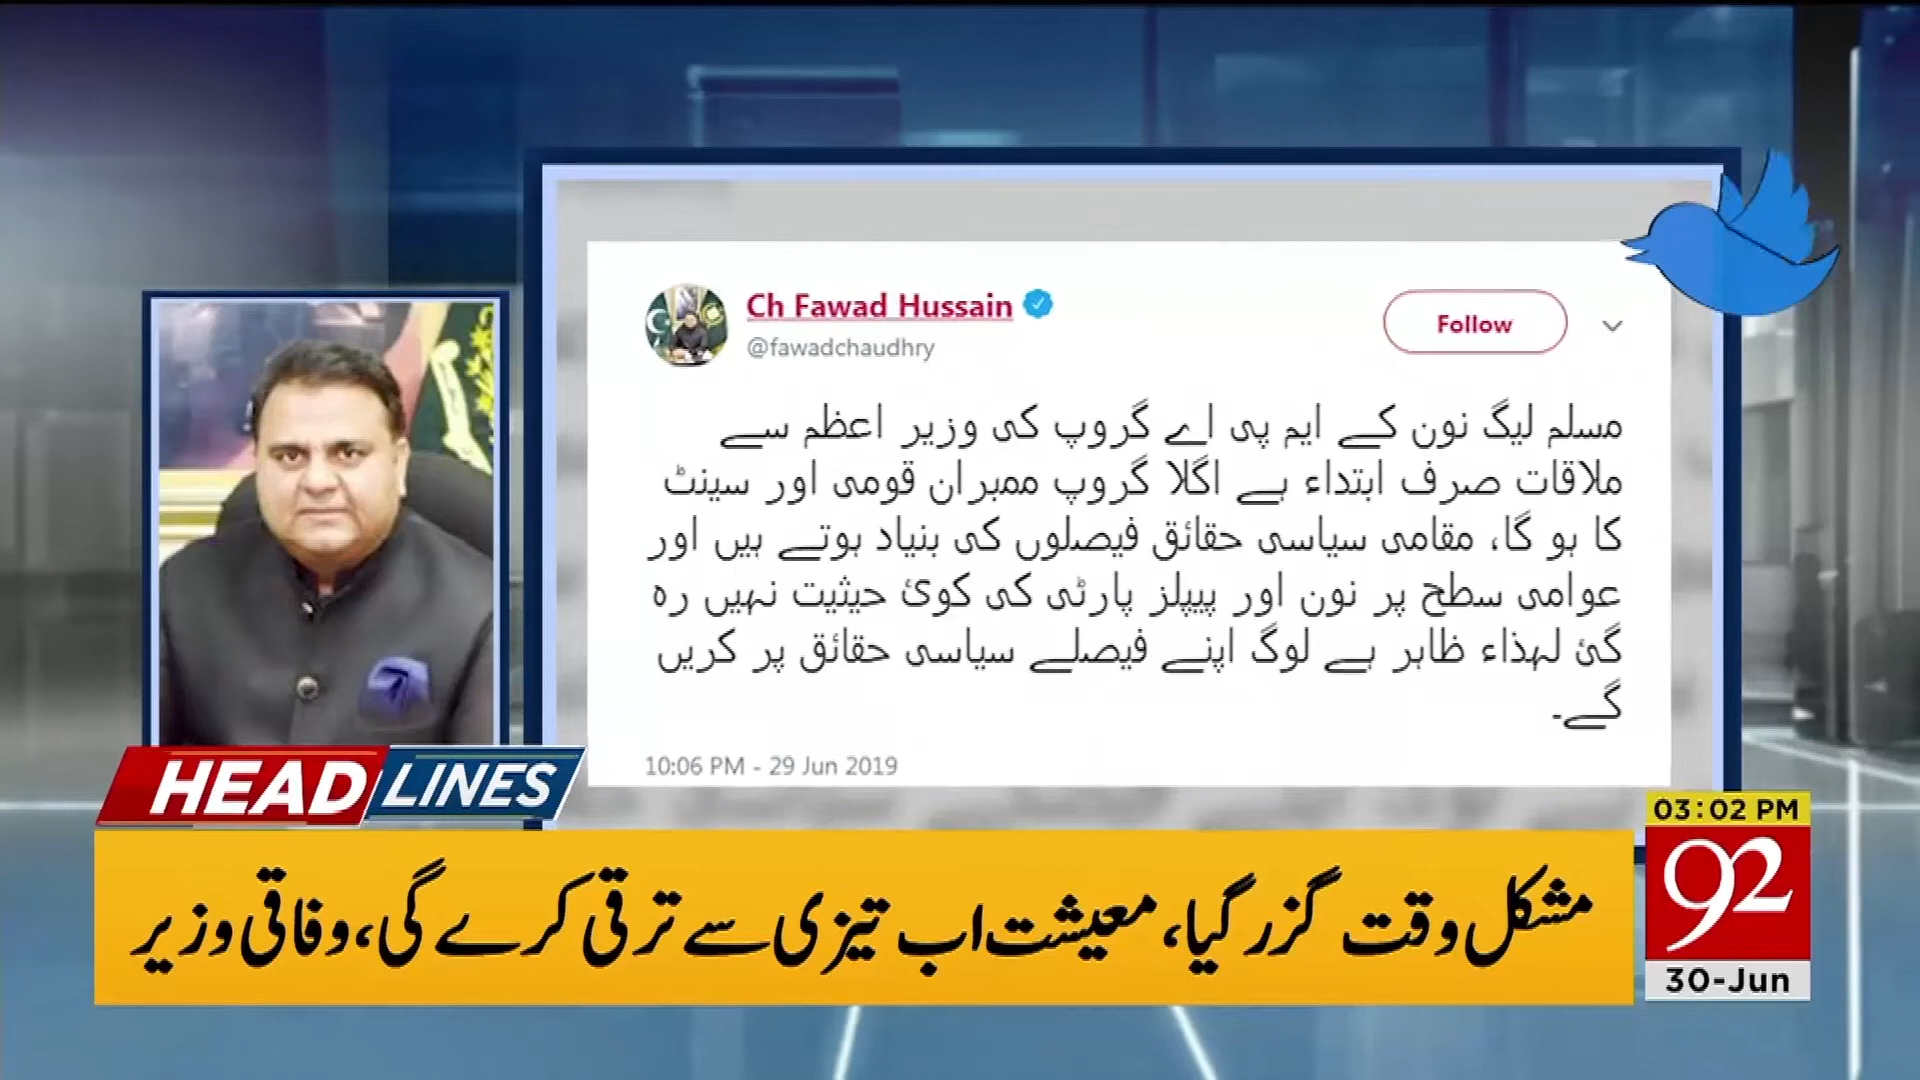 Ch Fawad Hussain
@fawadchaudhry
Follow
مسلم لیگ نون کے ایم پی اے گروپ کی وزیر اعظم سے
ملاقات صرف ابتداء ہے اگلا گروپ ممبران قومی اور سینٹ
کا ہو گا، مقامی سیاسی حقائق فیصلوں کی بنیاد ہوتے ہیں اور
عوامی سطح پر نون اور پیپلز پارٹی کی کوئ حیثیت نہیں رہ
گئ لہذاء ظاہر ہے لوگ اپنے فیصلے سیاسی حقائق پر کریں
گے۔
10:06 PM - 29 Jun 2019
HEADLINES
مشکل وقت گزر گیا، معیشت اب تیزی سے ترقی کرے گی، وفاقی وزیر
03:02 PM
92
30-Jun